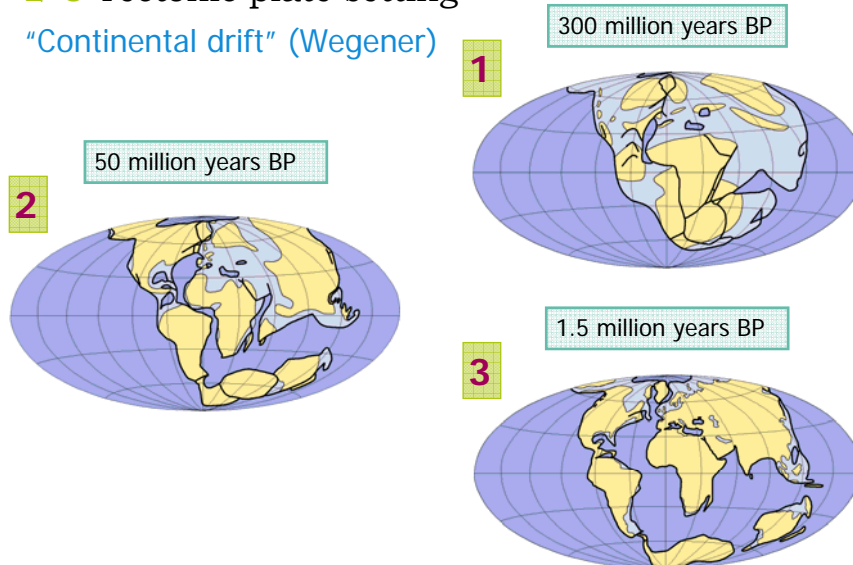 “Continental drift” (Wegener)
300 million years BP
1
50 million years BP
2
1.5 million years BP
3